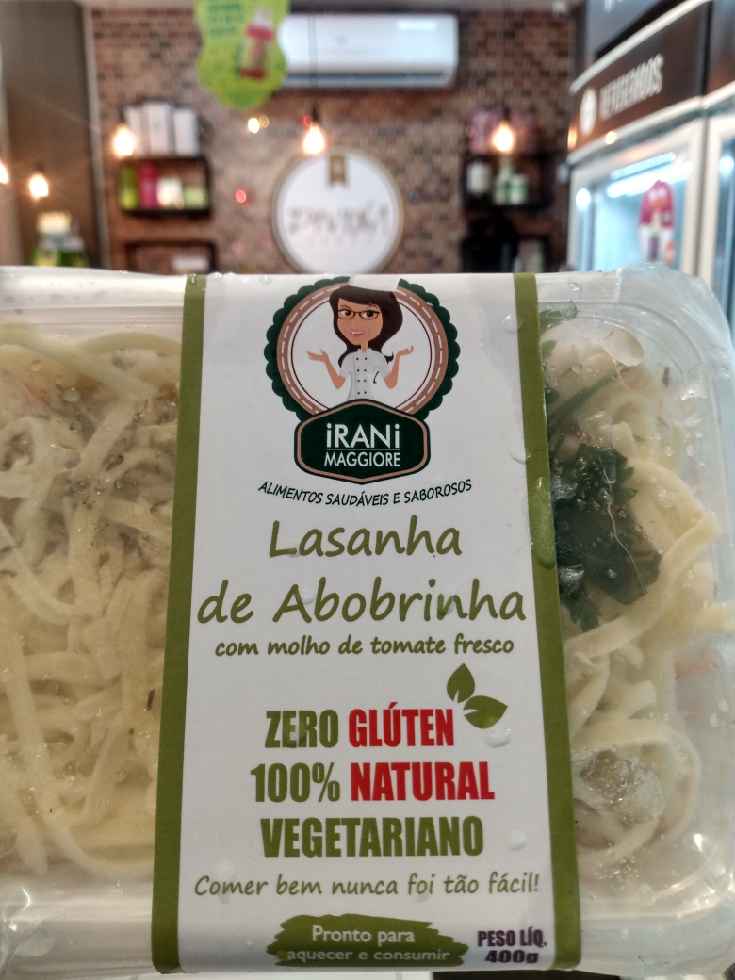 iRANi
MAGGIORE
ALIMENTOS SAUDÁVEIS E SABOROSOS
Lasanha
de Abobrinha
com molho de tomate fresco
ZERO GLÚTEN
100% NATURAL
VEGETARIANO
Comer bem nunca foi tão fácil!
Pronto para
aquecer e consumir
PESO LÍQ.
400g